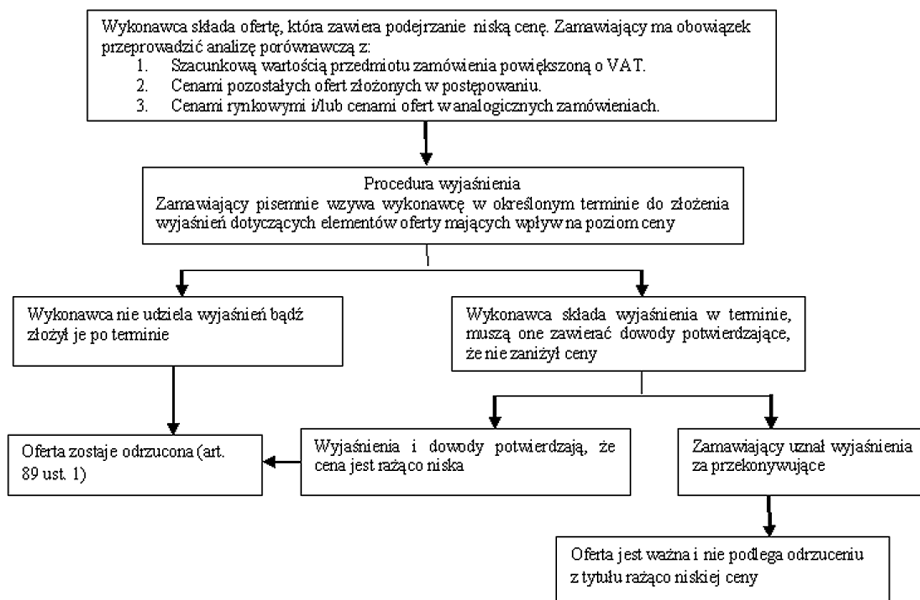 Wykonawca składa ofertę, która zawiera podejrzanie niską cenę. Zamawiający ma obowiązek
przeprowadzić analizę porównawczą z:
1. Szacunkową wartością przedmiotu zamówienia powiększoną o VAT.
2. Cenami pozostałych ofert złożonych w postępowaniu.
3. Cenami rynkowymi i/lub cenami ofert w analogicznych zamówieniach.
Procedura wyjaśnienia
Zamawiający pisemnie wzywa wykonawcę w określonym terminie do złożenia
wyjaśnień dotyczących elementów oferty mających wpływ na poziom ceny
Wykonawca nie udziela wyjaśnień bądź
złożył je po terminie
Wykonawca składa wyjaśnienia w terminie,
muszą one zawierać dowody potwierdzające,
że nie zaniżył ceny
Oferta zostaje odrzucona (art.
89 ust. 1)
Wyjaśnienia i dowody potwierdzają, że
cena jest rażąco niska
Zamawiający uznał wyjaśnienia
za przekonywujące
Oferta jest ważna i nie podlega odrzuceniu
z tytułu rażąco niskiej ceny